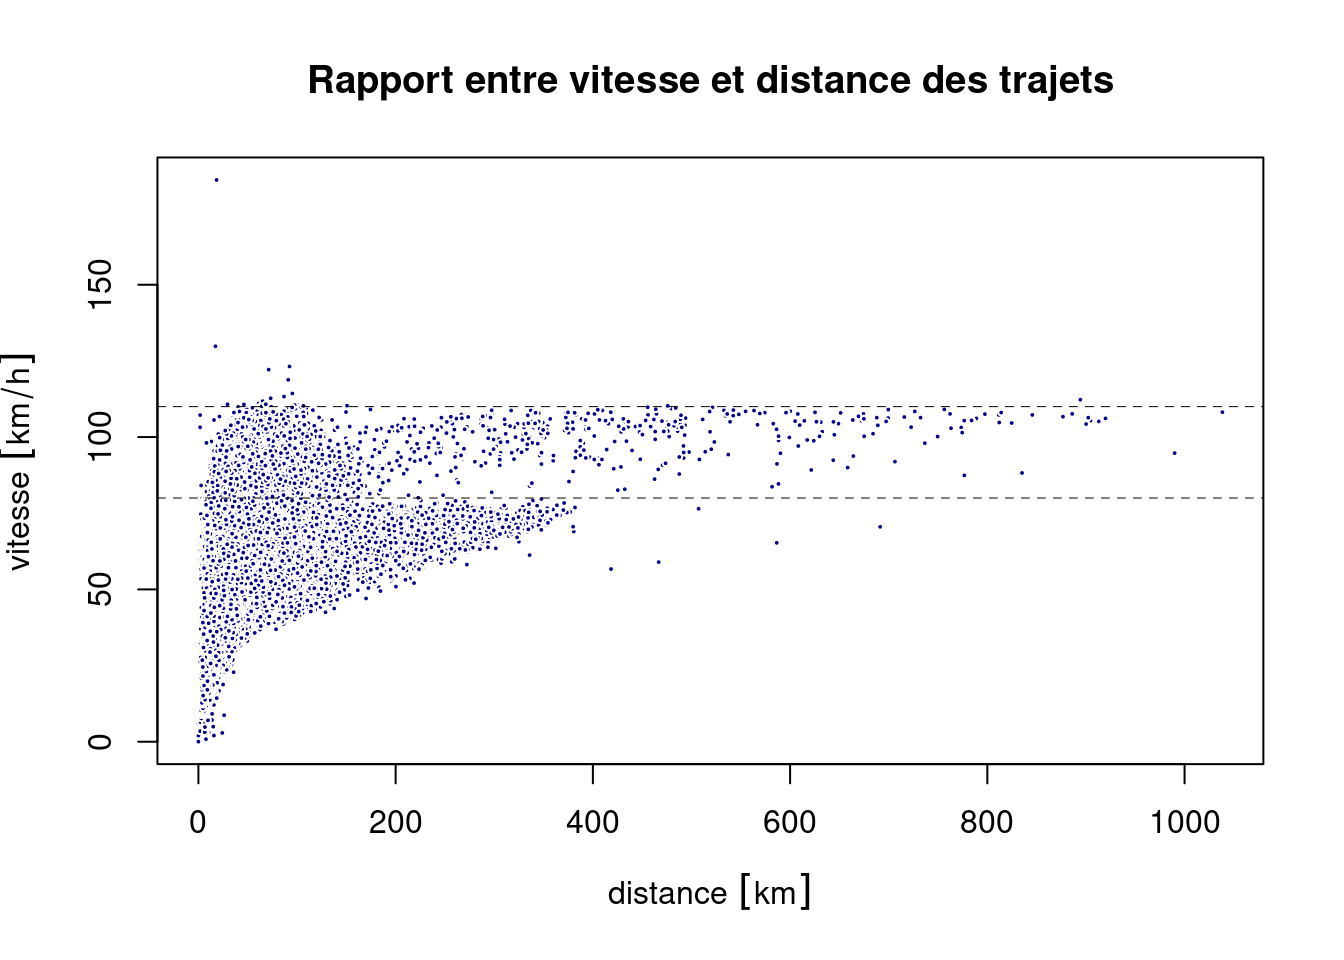 Rapport entre vitesse et distance des trajets
vitesse [km/h]
150
100
50
0
0 200 400 600 800 1000
distance [km]